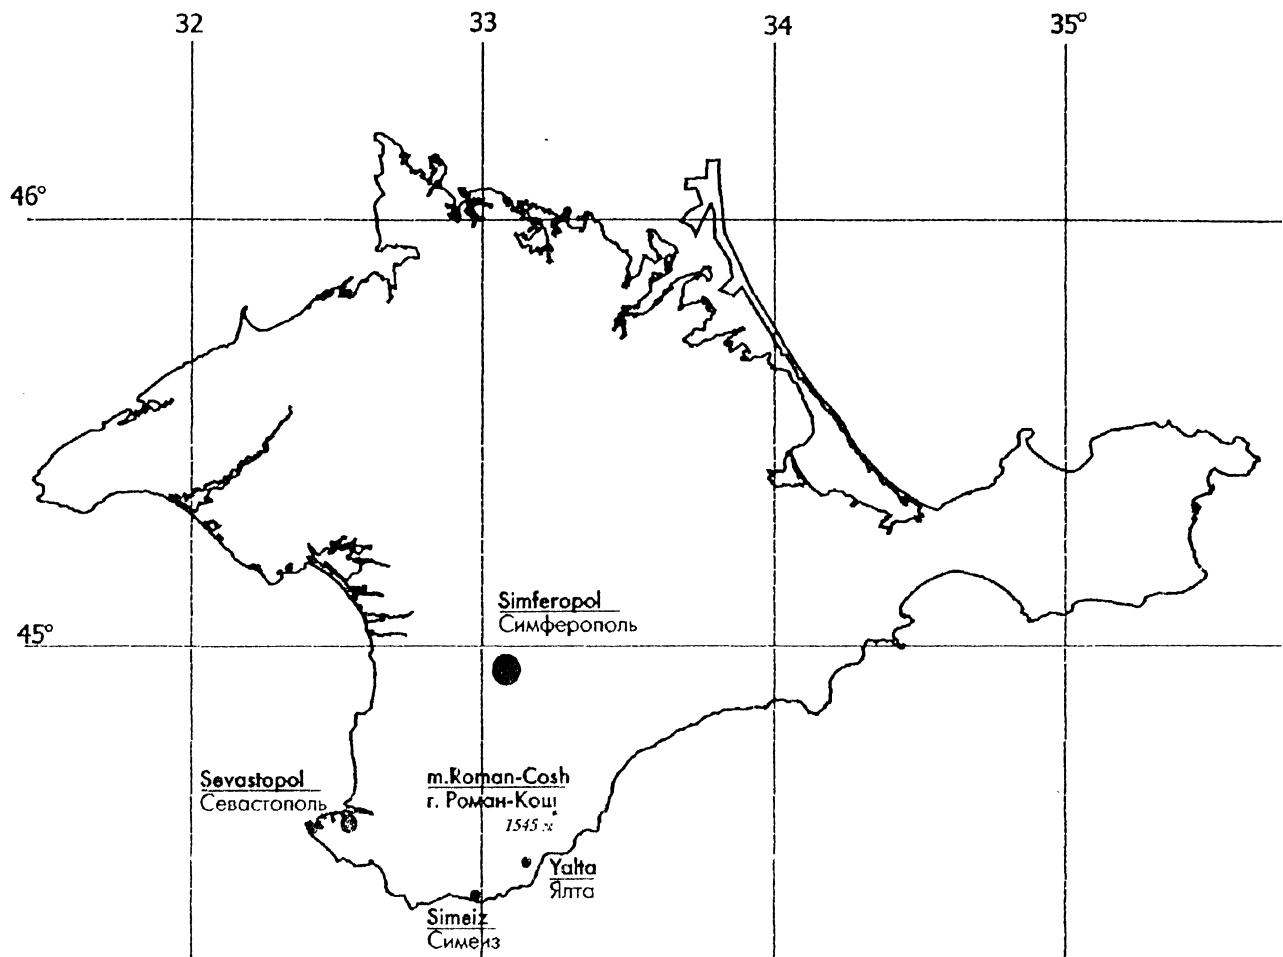 32 33 34 35°
46°
Simferopol
Симферополь
45°
Sevastopol
Севастополь
m.Roman-Cosh
г. Роман-Кош
1545 м
Yalta
Ялта
Simeiz
Симеиз